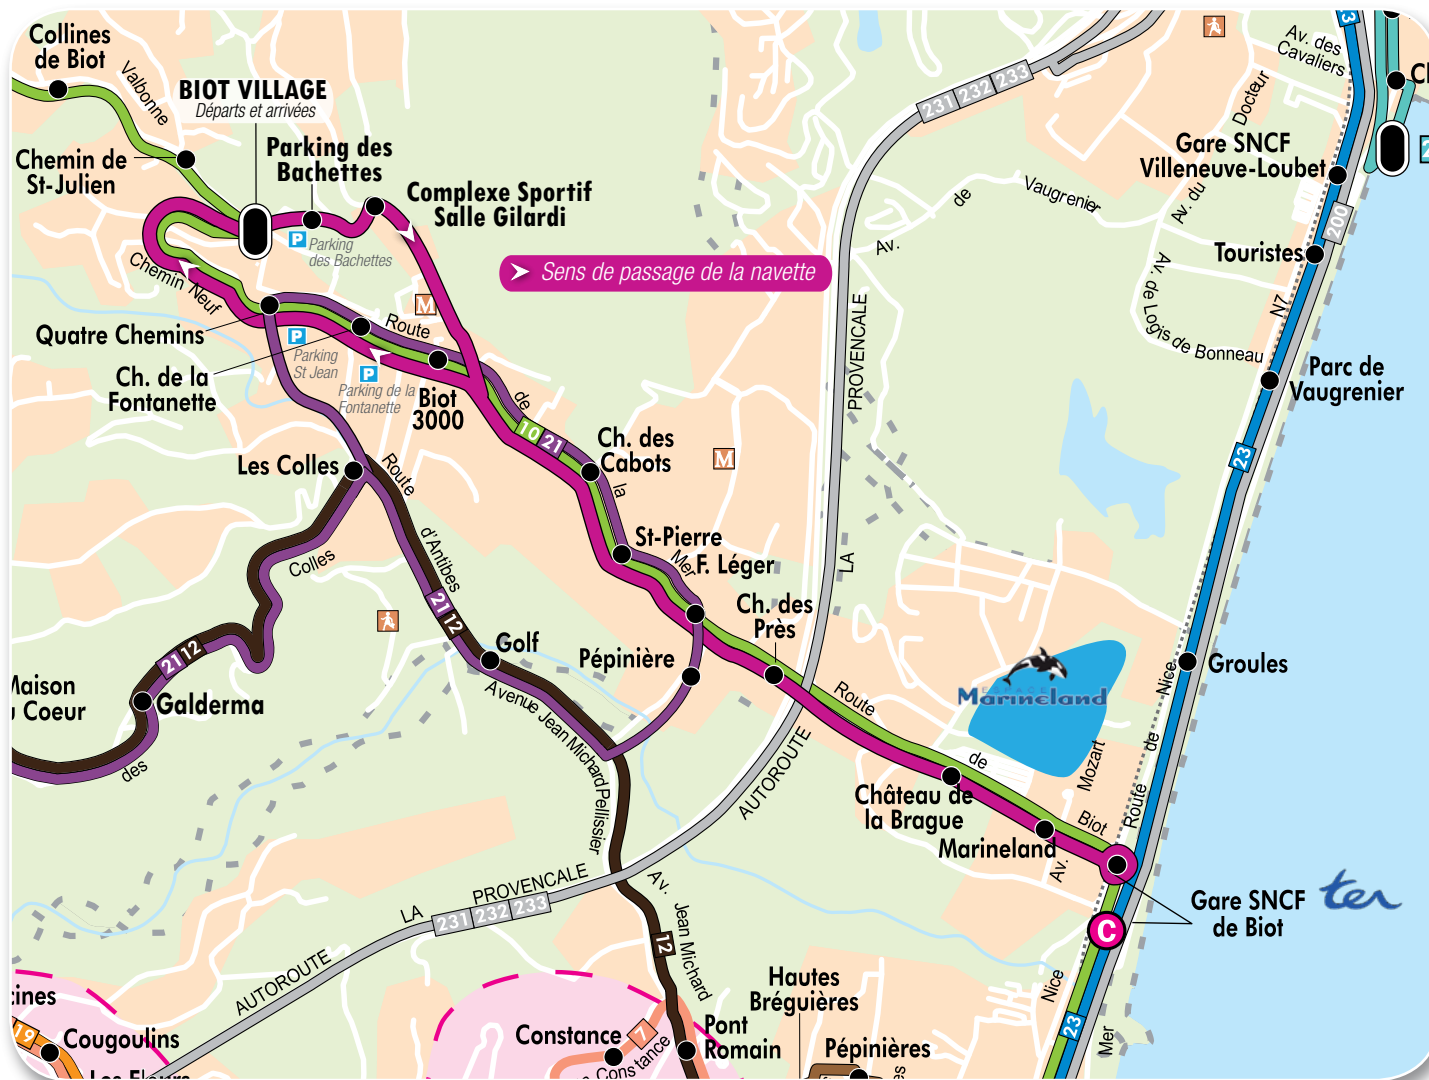 Collines
de Biot
Valbonne
BIOT VILLAGE
Départs et arrivées
Chemin de
St-Julien
Parking des
Bachettes
Complexe Sportif
Salle Gilardi
P
Parking
des Bachettes
Sens de passage de la navette
Chemin Neuf
Quatre Chemins
P
Parking
St Jean
M
Route
Ch. de la
Fontanette
P
Parking de la
Fontanette
Biot
3000
de
10 21
Ch. des
Cabots
la
M
Les Colles
Route
d'Antibes
Colles
St-Pierre
Mer
F. Léger
Ch. des
Près
21 12
21 12
Golf
Pépinière
Maison
Galderma
des
Avenue Jean Michard Pellissier
231 232 233
Av.
de
Vaugrenier
PROVENCALE
LA
AUTOROUTE
Av. des
Cavaliers
Docteur
Av. du
Gare SNCF
Villeneuve-Loubet
200
Touristes
N7
Av. de Logis de Bonneau
Parc de
Vaugrenier
23
Groules
Nice
de
Route
ESPACE
Marineland
Mozart
Av.
Route
de
Biot
Château de
la Brague
Marineland
Gare SNCF
de Biot
ter
C
Nice
23
Mer
AUTOROUTE
LA
PROVENCALE
231 232 233
Av.
Jean Michard
12
Hautes
Bréguières
Pépinières
Pont
Romain
Constance
7
Constance
19
Cougoulins